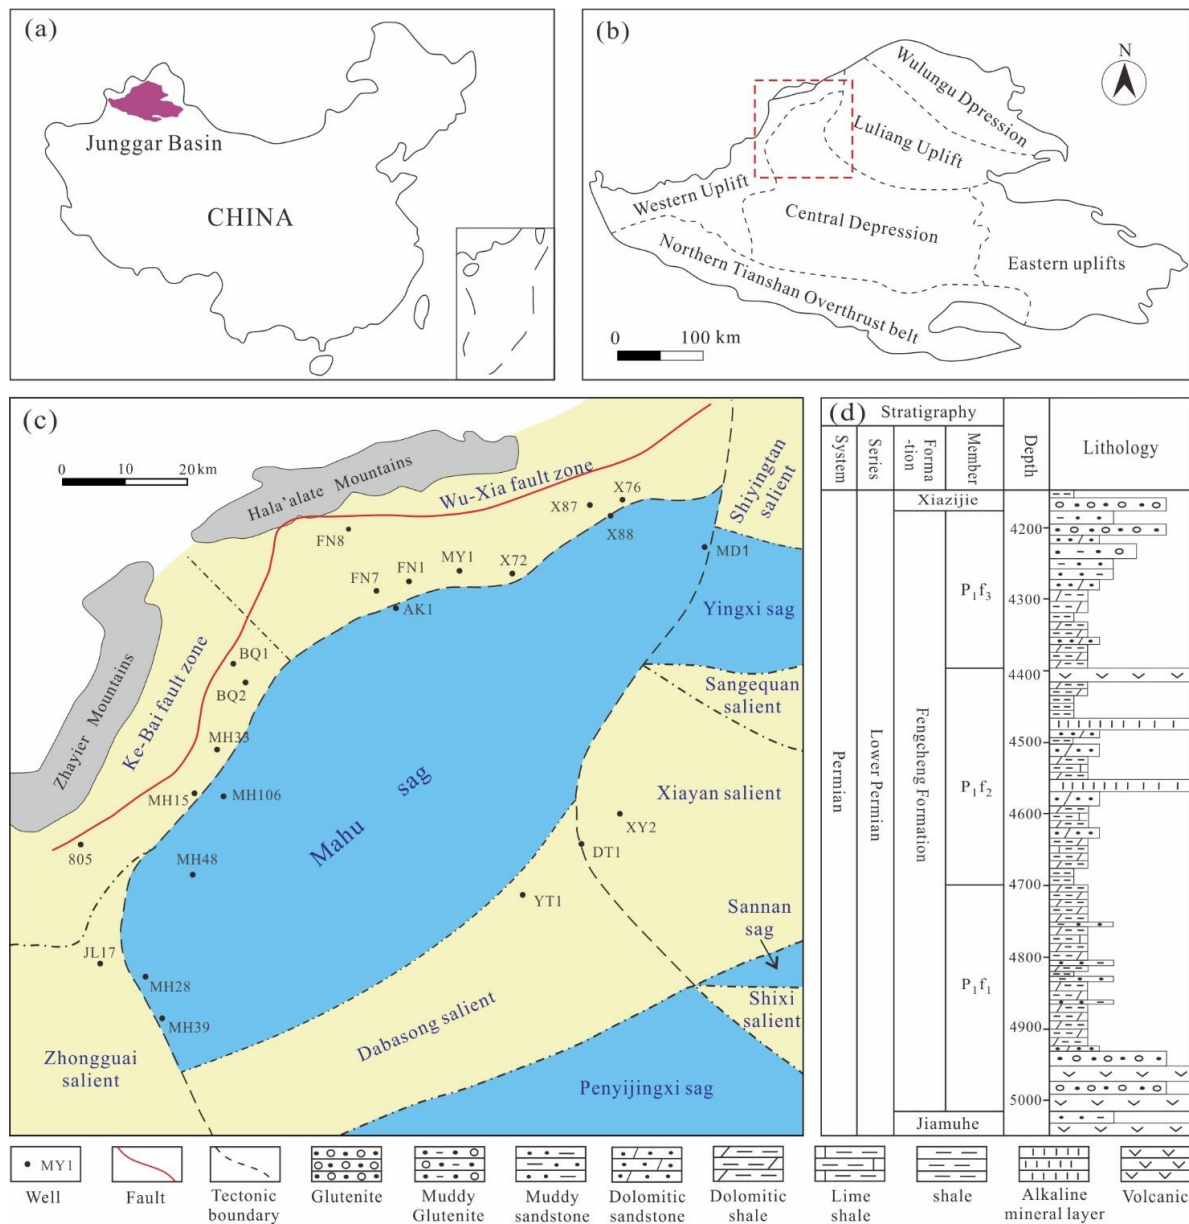 (a)
Junggar Basin
CHINA
(b)
N
Wulungu Dpression
Luliang Uplift
Western Uplift
Central Depression
Northern Tianshan Overthrust belt
Eastern uplifts
0 100 km
(c)
0 10 20 km
Hala'alate Mountains
Wu-Xia fault zone
Shiyingtan
salient
X76
X87
X88
FN8
MD1
MY1
X72
FN1
FN7
AK1
Yingxi sag
Zhayier Mountains
Ke-Bai fault zone
BQ1
BQ2
Sangequan
salient
MH33
MH15
MH106
Mahu
sag
Xiayan salient
XY2
805
DT1
MH48
YT1
Sannan
sag
JL17
MH28
MH39
Shixi
salient
Dabasong salient
Zhongguai
salient
Penyijingxi sag
(d)
Stratigraphy
System
Series
Forma
-tion
Member
Depth
Lithology
Xiazijie
4200
4300
4400
4500
4600
4700
4800
4900
5000
P1f3
P1f2
P1f1
Permian
Lower Permian
Fengcheng Formation
Jiamuhe
MY1
Well
Fault
Tectonic
boundary
Glutenite
Muddy
Glutenite
Muddy
sandstone
Dolomitic
sandstone
Dolomitic
shale
Lime
shale
shale
Alkaline
mineral layer
Volcanic